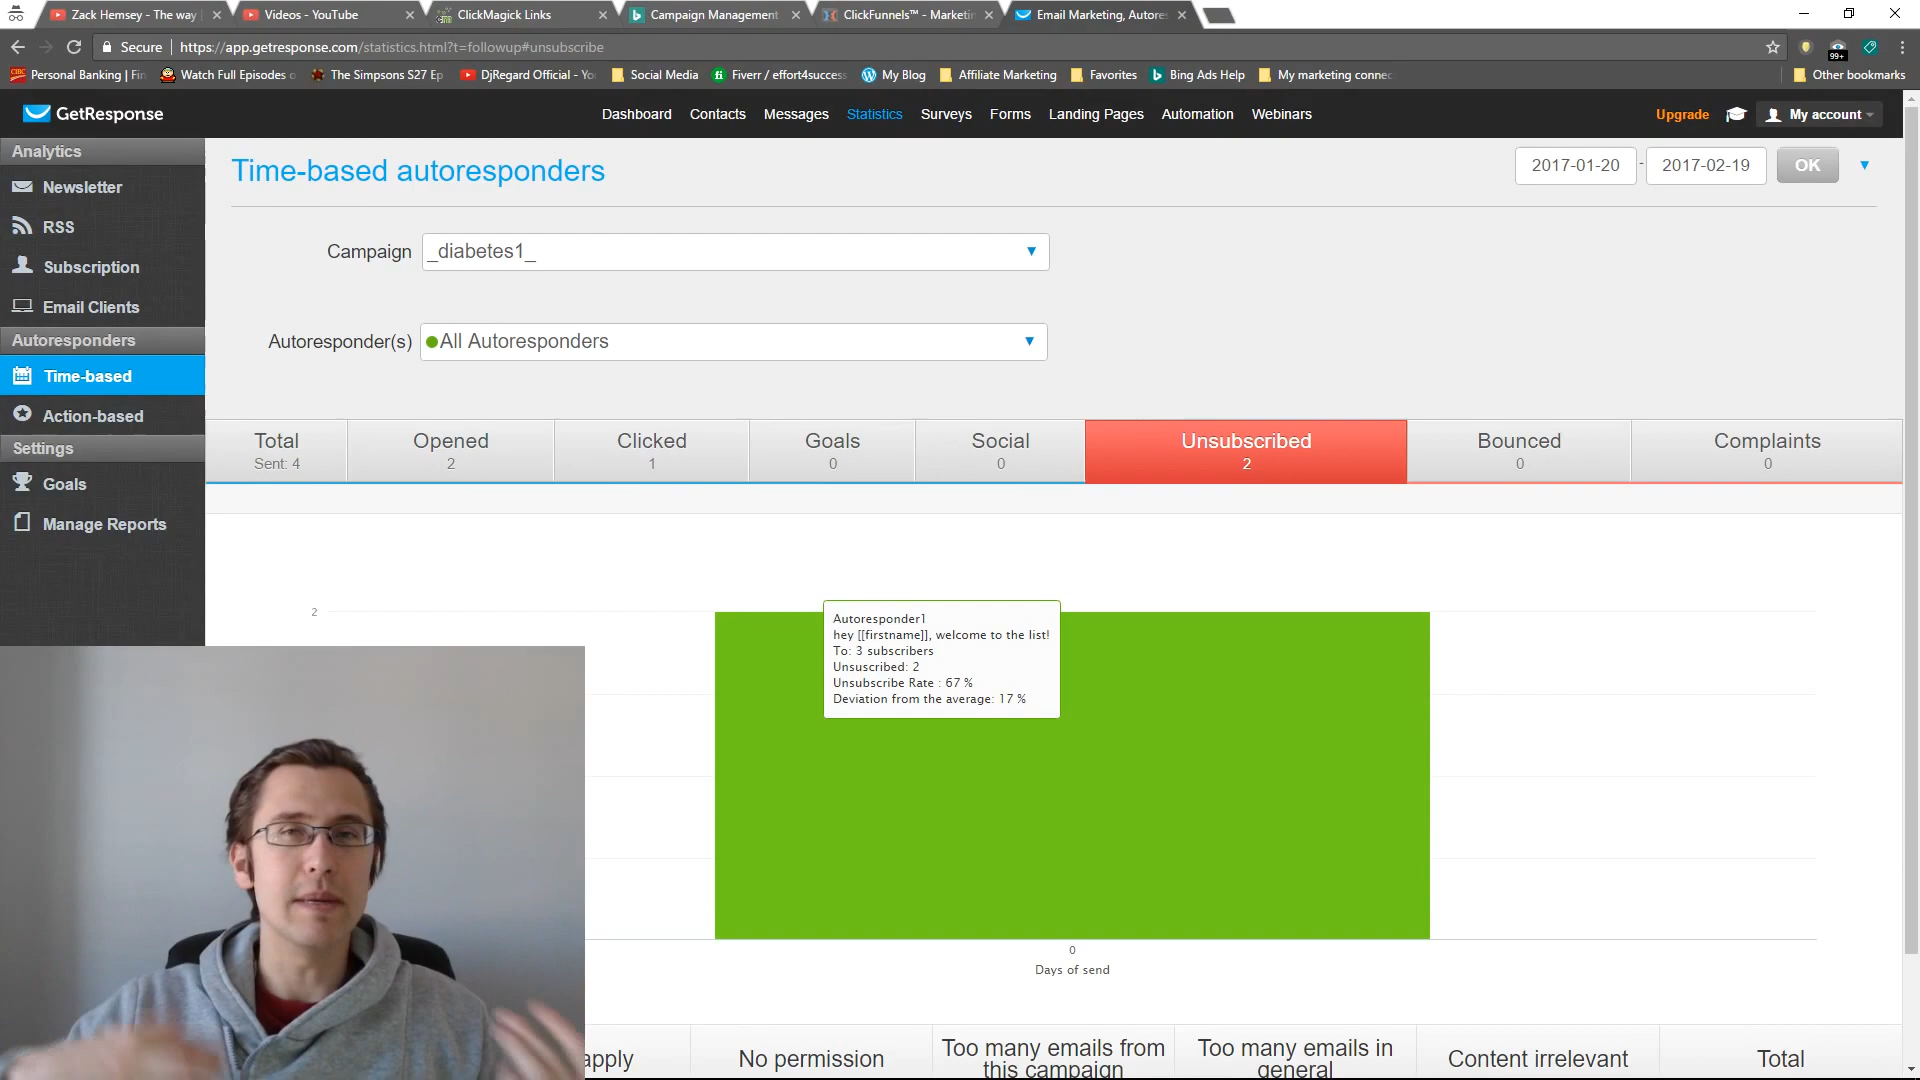 Zack Hemsey - The way
Videos - YouTube
ClickMagick Links
Campaign Management
ClickFunnels™ - Marketin
Email Marketing, Autores
Secure
https://app.getresponse.com/statistics.html?t=followup#unsubscribe
99+
Personal Banking | Fin
Watch Full Episodes o
The Simpsons S27 Ep
DjRegard Official - Yo
Social Media
Fiverr / effort4success
My Blog
Affiliate Marketing
Favorites
Bing Ads Help
My marketing connec
Other bookmarks
GetResponse
Dashboard
Contacts
Messages
Statistics
Surveys
Forms
Landing Pages
Automation
Webinars
Upgrade
My account
Analytics
Newsletter
RSS
Subscription
Email Clients
Autoresponders
Time-based
Action-based
Settings
Goals
Manage Reports
Time-based autoresponders
2017-01-20 - 2017-02-19
OK
Campaign
_diabetes1_
Autoresponder(s)
All Autoresponders
Total
Sent: 4
Opened
2
Clicked
1
Goals
0
Social
0
Unsubscribed
2
Bounced
0
Complaints
0
2
Autoresponder1
hey [[firstname]], welcome to the list!
To: 3 subscribers
Unsuscribed: 2
Unsubscribe Rate : 67 %
Deviation from the average: 17 %
0
Days of send
apply
No permission
Too many emails from
this campaign
Too many emails in
general
Content irrelevant
Total